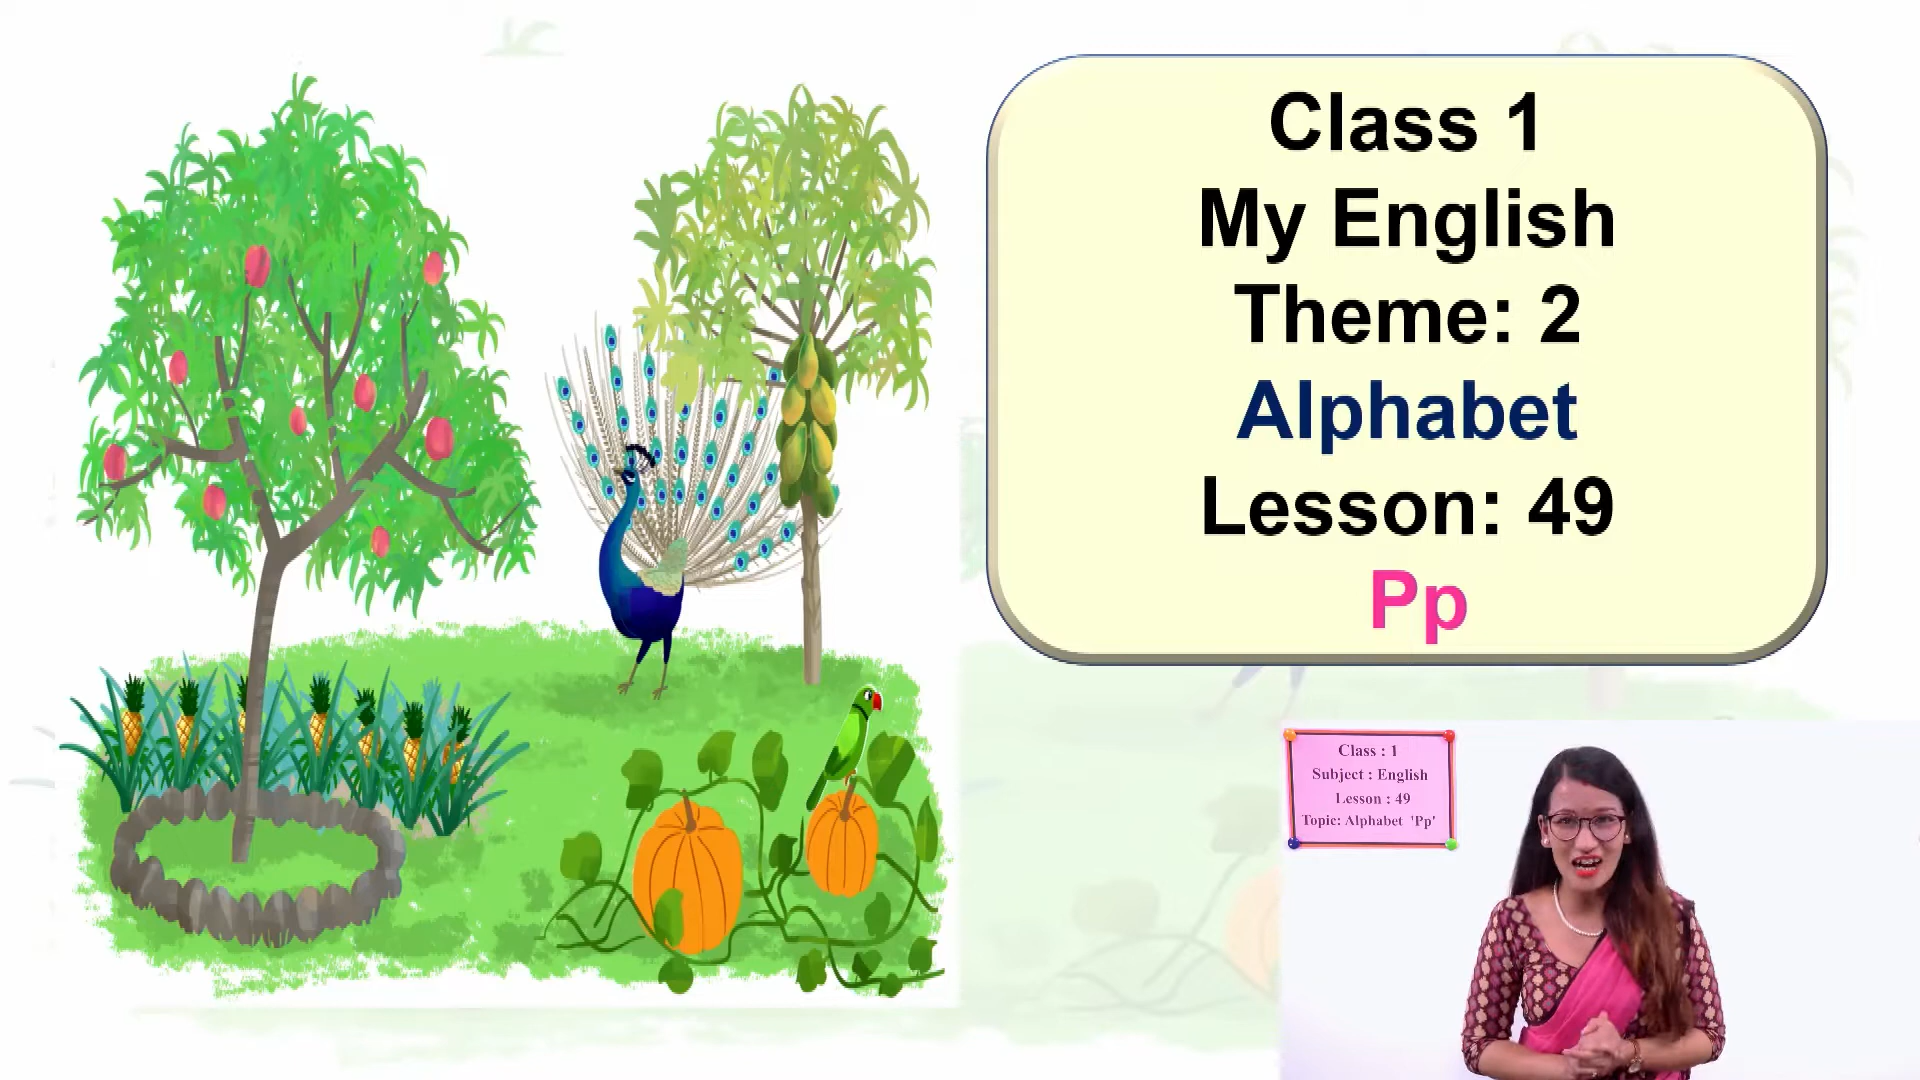 Class 1
My English
Theme: 2
Alphabet
Lesson: 49
Pp
Class : 1
Subject : English
Lesson : 49
Topic: Alphabet 'Pp'